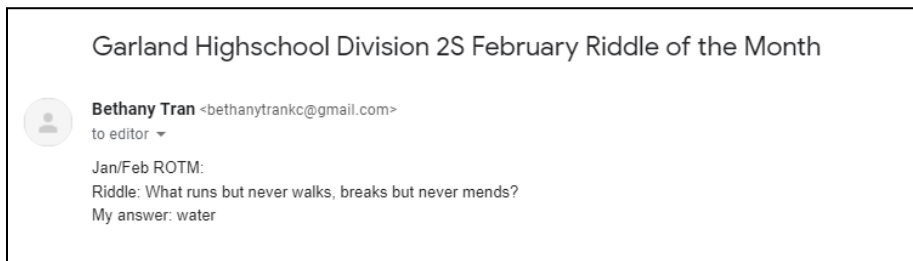 Garland Highschool Division 2S February Riddle of the Month
Bethany Tran <bethanytrankc@gmail.com>
to editor
Jan/Feb ROTM:
Riddle: What runs but never walks, breaks but never mends?
My answer: water